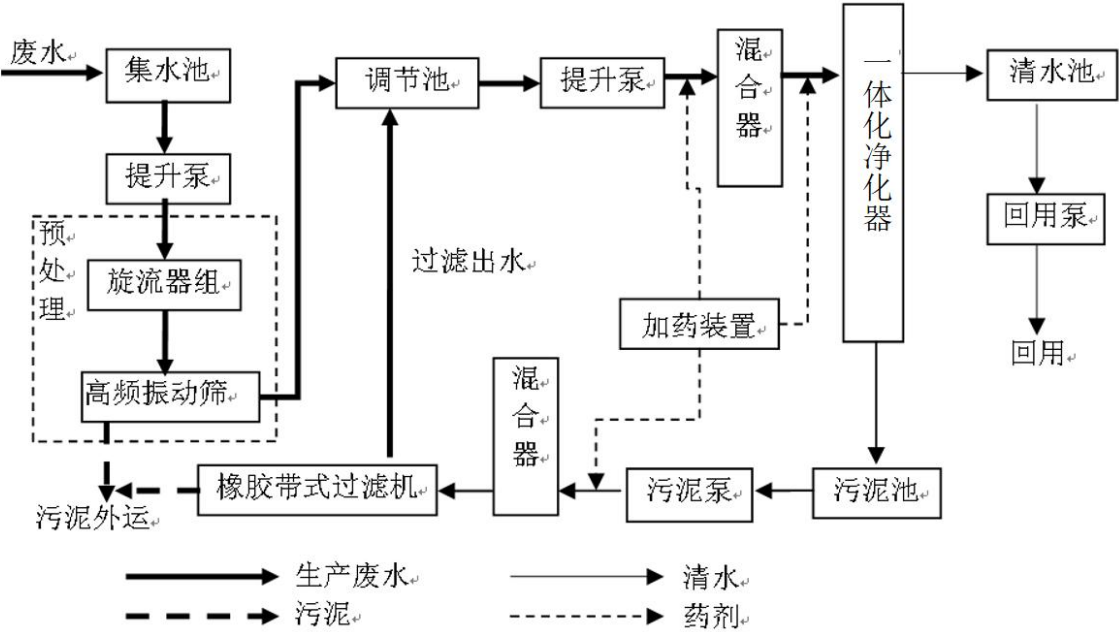 废水
集水池
提升泵
预处理
旋流器组
高频振动筛
污泥外运
调节池
提升泵
混合器
一体化净化器
清水池
回用泵
回用
过滤出水
加药装置
混合器
橡胶带式过滤机
污泥泵
污泥池
生产废水
清水
污泥
药剂